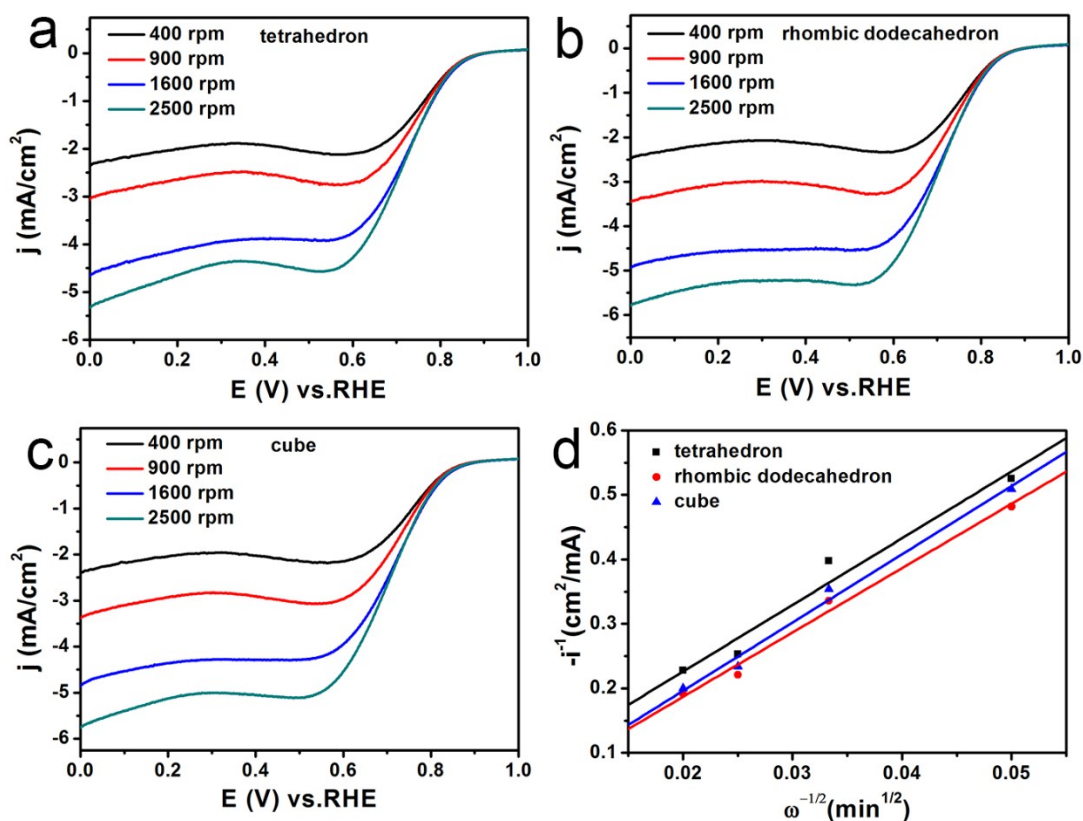 a
tetrahedron
400 rpm
900 rpm
1600 rpm
2500 rpm
0
-1
-2
-3
-4
-5
-6
j (mA/cm²)
0.0 0.2 0.4 0.6 0.8 1.0
E (V) vs.RHE
b
rhombic dodecahedron
400 rpm
900 rpm
1600 rpm
2500 rpm
0
-1
-2
-3
-4
-5
-6
j (mA/cm²)
0.0 0.2 0.4 0.6 0.8 1.0
E (V) vs.RHE
c
cube
400 rpm
900 rpm
1600 rpm
2500 rpm
0
-1
-2
-3
-4
-5
-6
j (mA/cm²)
0.0 0.2 0.4 0.6 0.8 1.0
E (V) vs.RHE
d
tetrahedron
rhombic dodecahedron
cube
0.6
0.5
0.4
0.3
0.2
0.1
-i⁻¹(cm²/mA)
0.02 0.03 0.04 0.05
ω⁻¹/²(min¹/²)